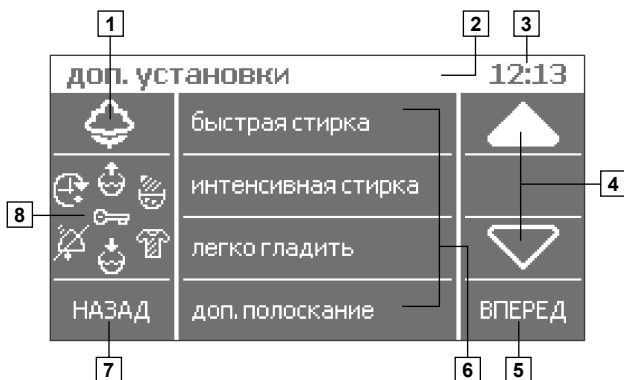 1 2 3
доп. установки 12:13
быстрая стирка
интенсивная стирка
4
8
легко гладить
НАЗАД доп. полоскание ВПЕРЕД
7 6 5